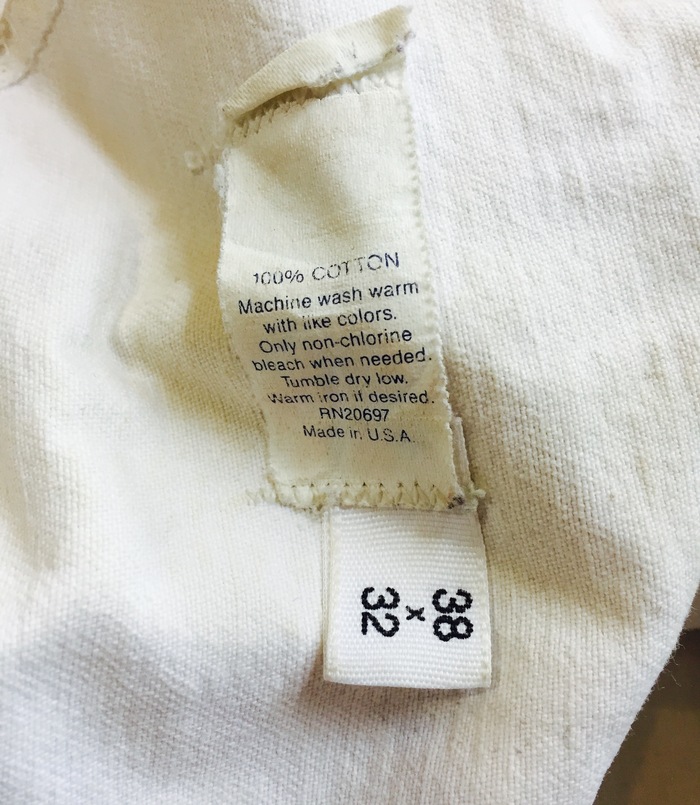 100% COTTON
Machine wash warm
with like colors.
Only non-chlorine
bleach when needed.
Tumble dry low.
Warm iron if desired.
RN20697
Made in U.S.A.
38
x
32